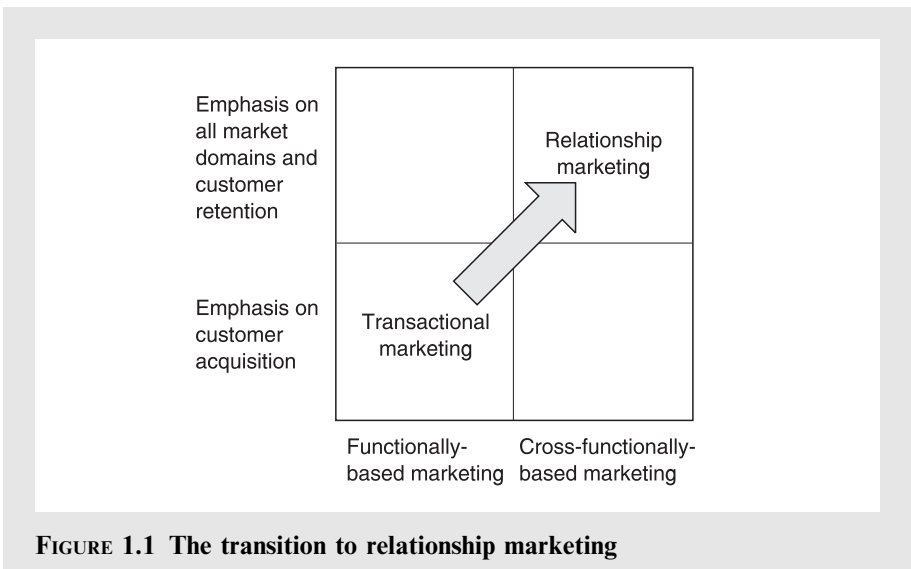 Emphasis on
all market
domains and
customer
retention
Relationship
marketing
Emphasis on
customer
acquisition
Transactional
marketing
Functionally-
based marketing
Cross-functionally-
based marketing
FIGURE 1.1 The transition to relationship marketing